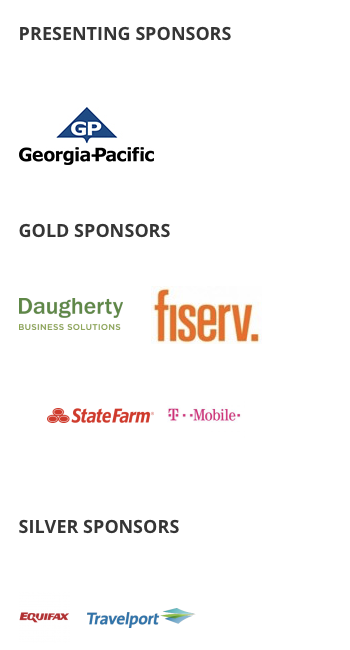 PRESENTING SPONSORS
GP
Georgia-Pacific
GOLD SPONSORS
Daugherty
BUSINESS SOLUTIONS
fiserv.
StateFarm
T··Mobile·
SILVER SPONSORS
EQUIFAX
Travelport